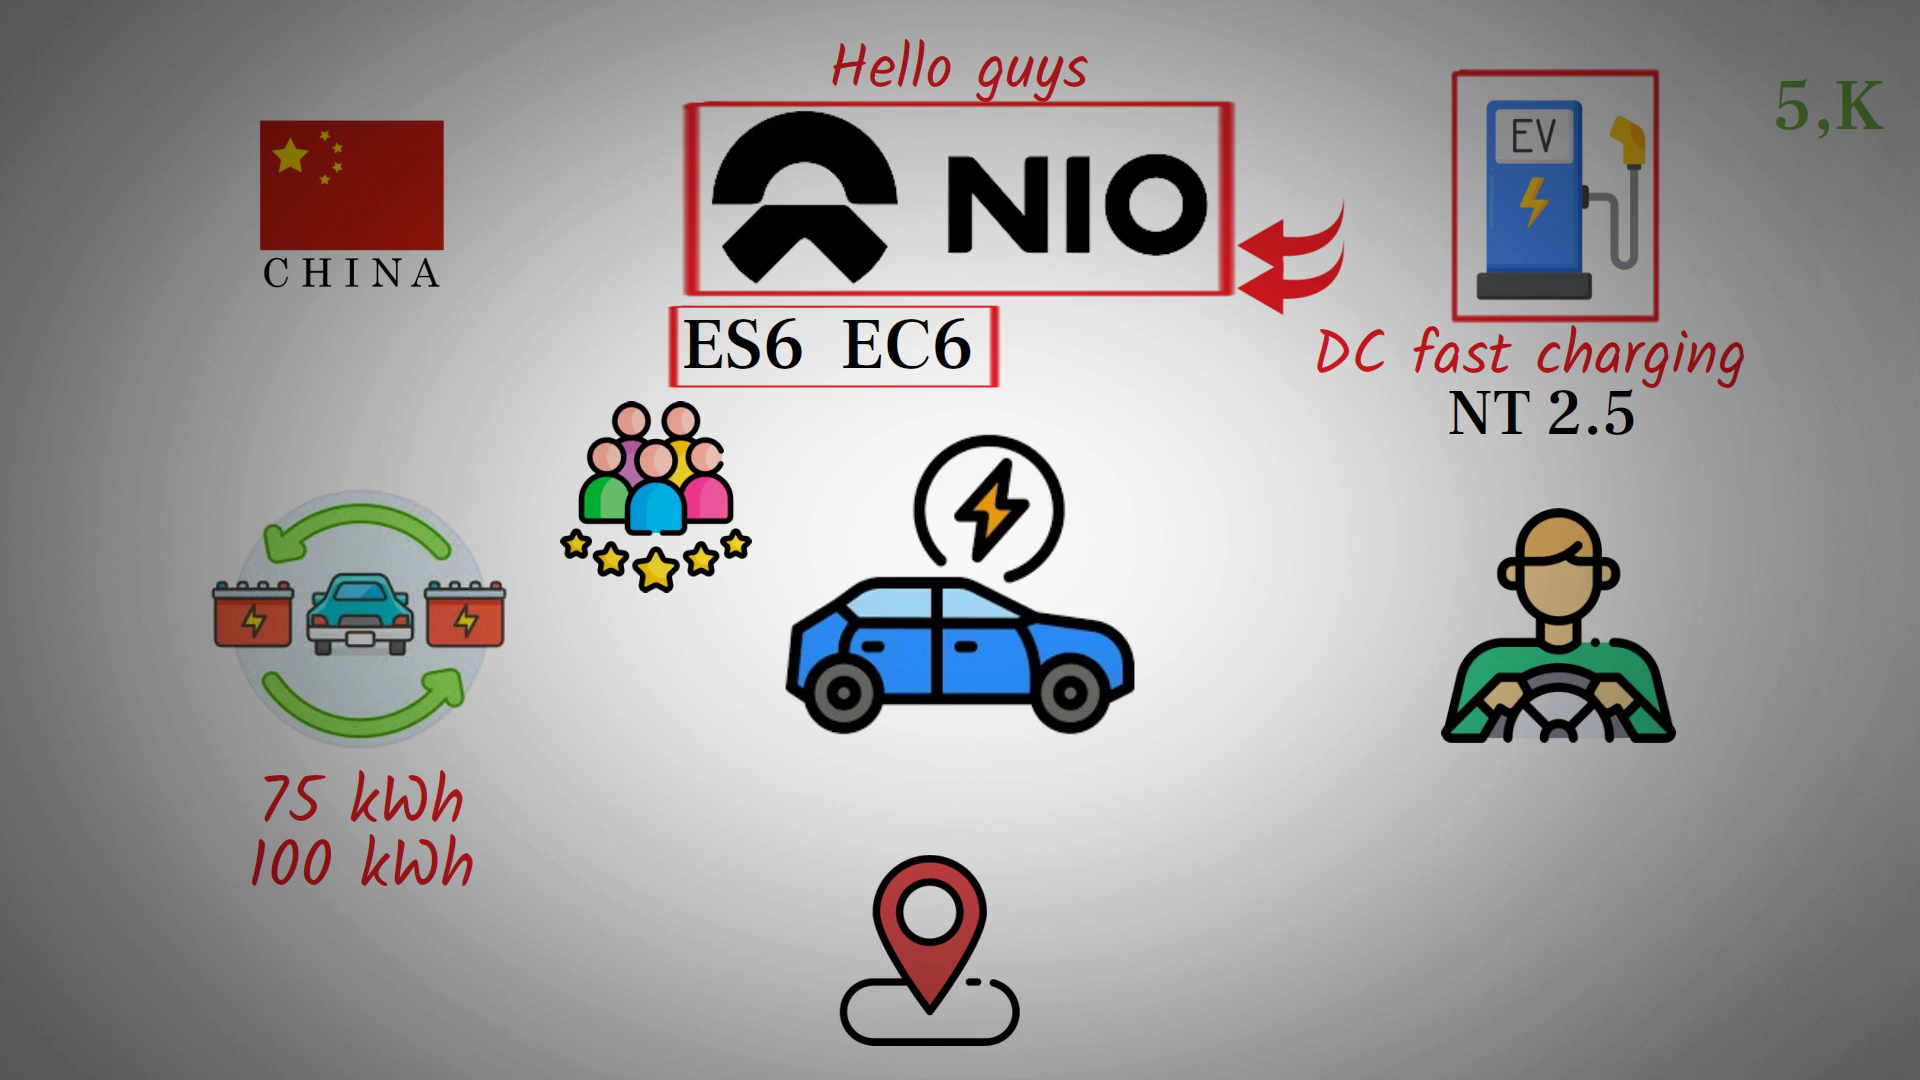 Hello guys
NIO
5,K
EV
CHINA
ES6 EC6
DC fast charging
NT 2.5
75 kWh
100 kWh